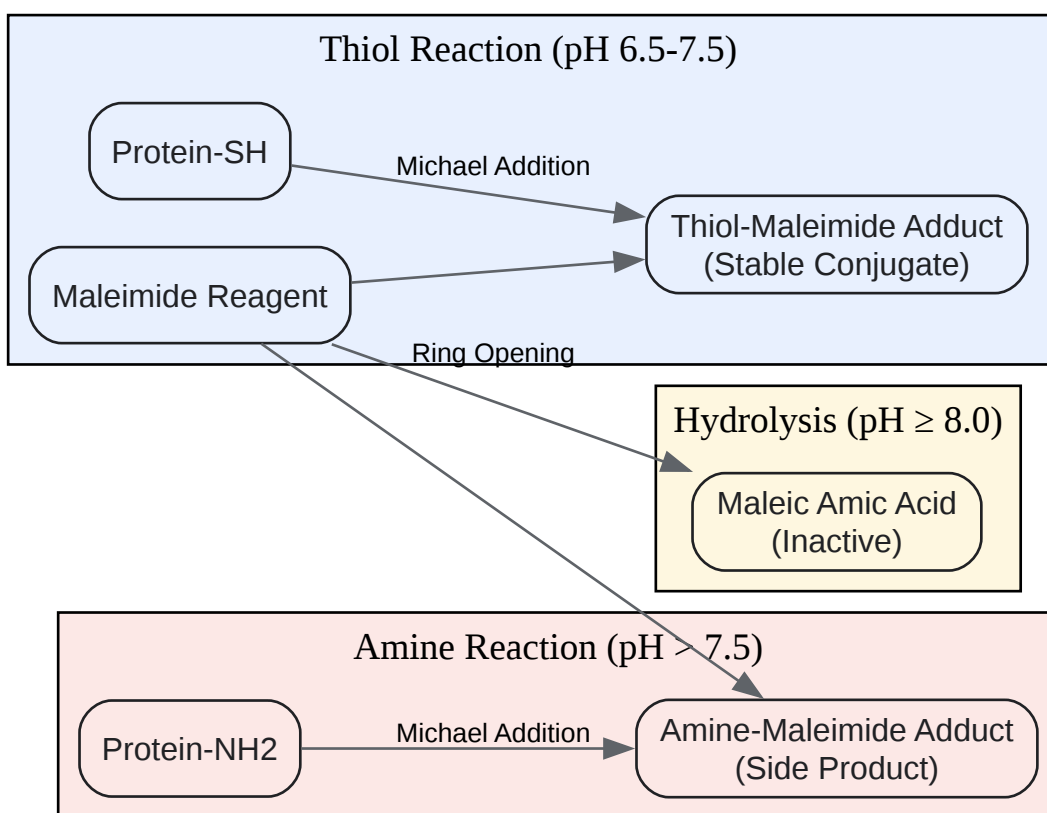 Thiol Reaction (pH 6.5-7.5)
Protein-SH
Michael Addition
Thiol-Maleimide Adduct
(Stable Conjugate)
Maleimide Reagent
Ring Opening
Hydrolysis (pH ≥ 8.0)
Maleic Amic Acid
(Inactive)
Amine Reaction (pH > 7.5)
Protein-NH2
Michael Addition
Amine-Maleimide Adduct
(Side Product)